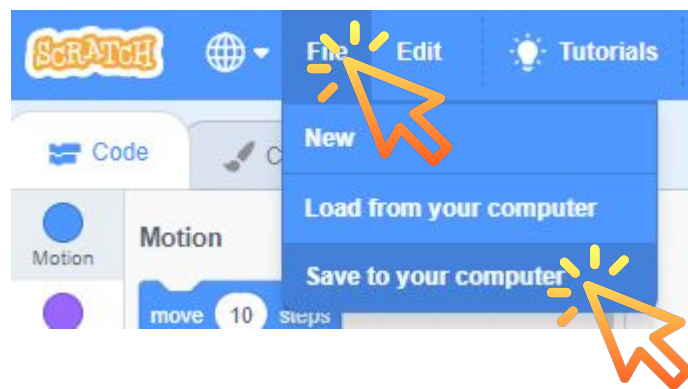 SCRATCH File Edit Tutorials
Code C
New
Load from your computer
Motion Motion
Save to your computer
move 10 steps